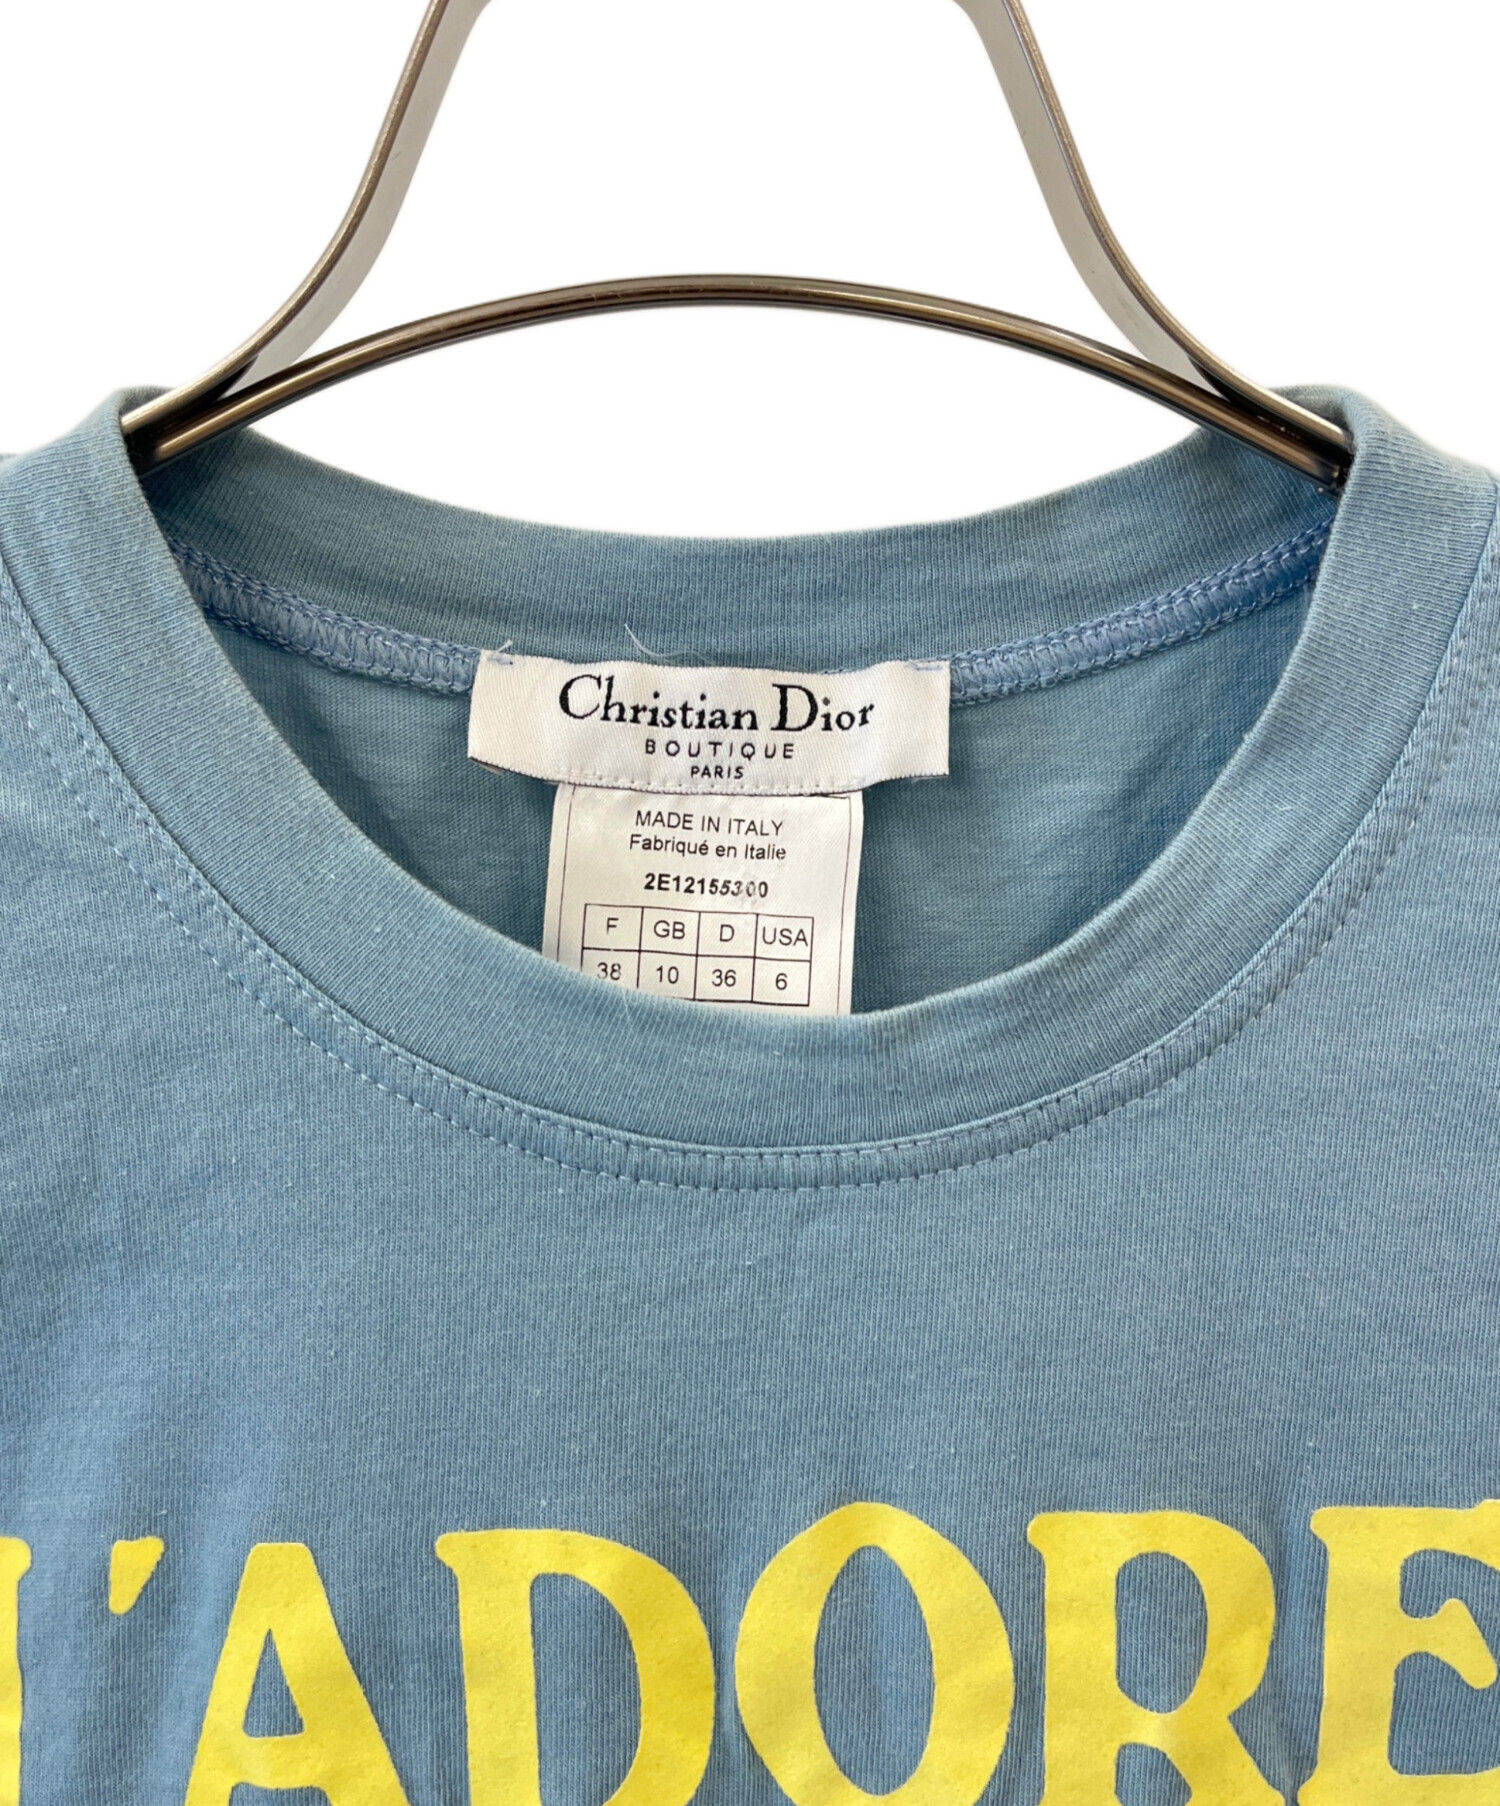 Christian Dior
BOUTIQUE
PARIS
MADE IN ITALY
Fabriqué en Italie
2E12155300
F GB D USA
38 10 36 6
J'ADORE